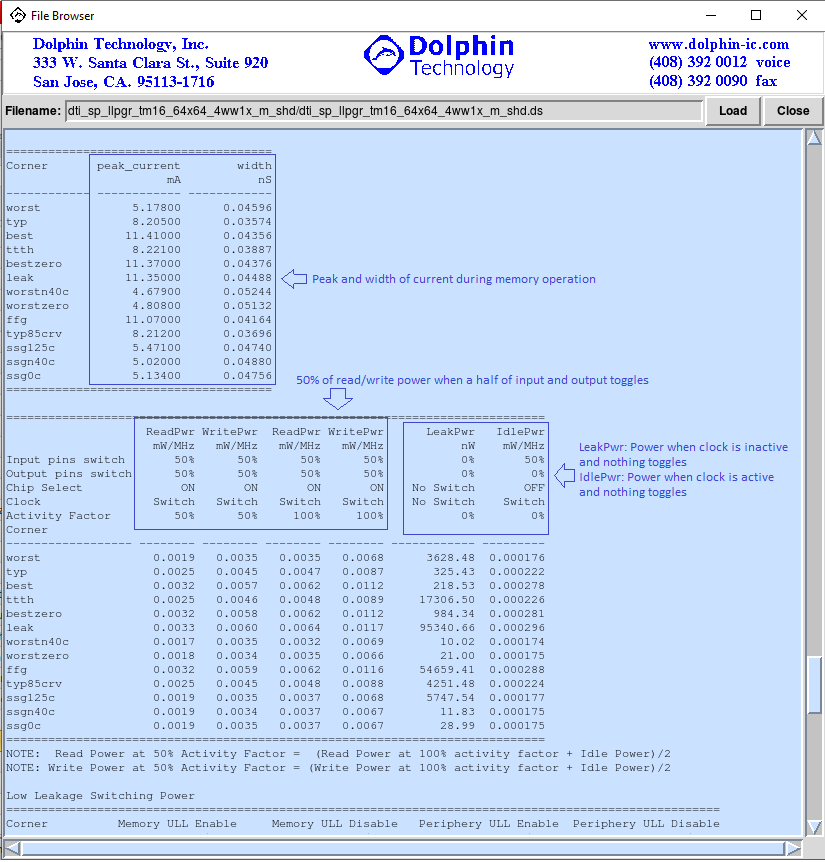 File Browser
Dolphin Technology, Inc.
333 W. Santa Clara St., Suite 920
San Jose, CA. 95113-1716
Dolphin
Technology
www.dolphin-ic.com
(408) 392 0012 voice
(408) 392 0090 fax
Filename: dti_sp_llpgr_tm16_64x64_4ww1x_m_shd/dti_sp_llpgr_tm16_64x64_4ww1x_m_shd.ds Load Close
======================================
Corner peak_current width
mA nS
------------------ ------------ ------------
worst 5.17800 0.04596
typ 8.20500 0.03574
best 11.41000 0.04356
ttth 8.22100 0.03887
bestzero 11.37000 0.04376
leak 11.35000 0.04488
worstn40c 4.67900 0.05244
worstzero 4.80800 0.05132
ffg 11.07000 0.04164
typ85crv 8.21200 0.03696
ssg125c 5.47100 0.04740
ssgn40c 5.02000 0.04880
ssg0c 5.13400 0.04756
======================================
Peak and width of current during memory operation
50% of read/write power when a half of input and output toggles
=============================================================================
ReadPwr WritePwr ReadPwr WritePwr LeakPwr IdlePwr
mW/MHz mW/MHz mW/MHz mW/MHz nW mW/MHz
Input pins switch 50% 50% 50% 50% 0% 50%
Output pins switch 50% 50% 50% 50% 0% 0%
Chip Select ON ON ON ON No Switch OFF
Clock Switch Switch Switch Switch No Switch Switch
Activity Factor 50% 50% 100% 100% 0% 0%
Corner
------------------ -------- -------- -------- -------- ------------ ---------
worst 0.0019 0.0035 0.0035 0.0068 3628.48 0.000176
typ 0.0025 0.0045 0.0047 0.0087 325.43 0.000222
best 0.0032 0.0057 0.0062 0.0112 218.53 0.000278
ttth 0.0025 0.0046 0.0048 0.0089 17306.50 0.000226
bestzero 0.0032 0.0058 0.0062 0.0112 984.34 0.000281
leak 0.0033 0.0060 0.0064 0.0117 95340.66 0.000296
worstn40c 0.0017 0.0035 0.0032 0.0069 10.02 0.000174
worstzero 0.0018 0.0034 0.0035 0.0066 21.00 0.000175
ffg 0.0032 0.0059 0.0062 0.0116 54659.41 0.000288
typ85crv 0.0025 0.0045 0.0048 0.0088 4251.48 0.000224
ssg125c 0.0019 0.0035 0.0037 0.0068 5747.54 0.000177
ssgn40c 0.0019 0.0034 0.0037 0.0067 11.83 0.000175
ssg0c 0.0019 0.0035 0.0037 0.0067 28.99 0.000175
=============================================================================
LeakPwr: Power when clock is inactive
and nothing toggles
IdlePwr: Power when clock is active
and nothing toggles
NOTE: Read Power at 50% Activity Factor = (Read Power at 100% activity factor + Idle Power)/2
NOTE: Write Power at 50% Activity Factor = (Write Power at 100% activity factor + Idle Power)/2
Low Leakage Switching Power
======================================================================================================
Corner Memory ULL Enable Memory ULL Disable Periphery ULL Enable Periphery ULL Disable